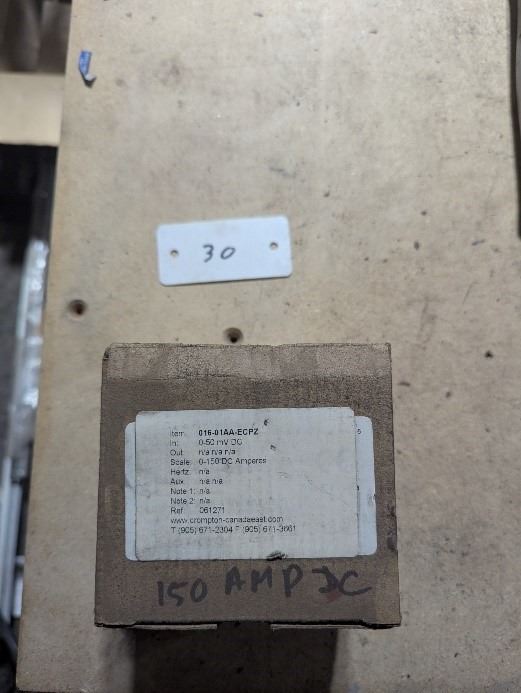 30
Item: 016-01AA-ECPZ
In: 0-50 mV DC
Out: n/a n/a n/a
Scale: 0-150 DC Amperes
Hertz: n/a
Aux: n/a n/a
Note 1: n/a
Note 2: n/a
Ref: 061271
www.crompton-canadaeast.com
T (905) 671-2304 F (905) 671-3661
150 AMP DC